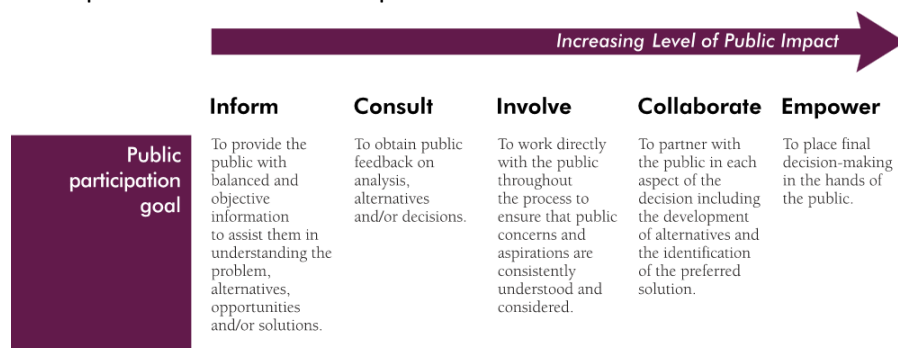 Increasing Level of Public Impact
Inform
Consult
Involve
Collaborate
Empower
Public
participation
goal
To provide the
public with
balanced and
objective
information
to assist them in
understanding the
problem,
alternatives,
opportunities
and/or solutions.
To obtain public
feedback on
analysis,
alternatives
and/or decisions.
To work directly
with the public
throughout
the process to
ensure that public
concerns and
aspirations are
consistently
understood and
considered.
To partner with
the public in each
aspect of the
decision including
the development
of alternatives and
the identification
of the preferred
solution.
To place final
decision-making
in the hands of
the public.